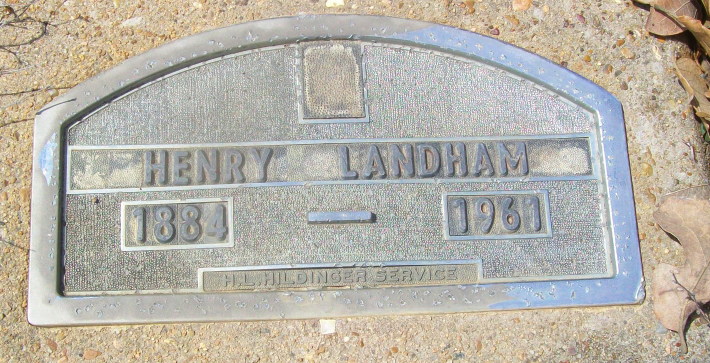 HENRY LANDHAM
1884 — 1961
H.L.HILDINGER SERVICE